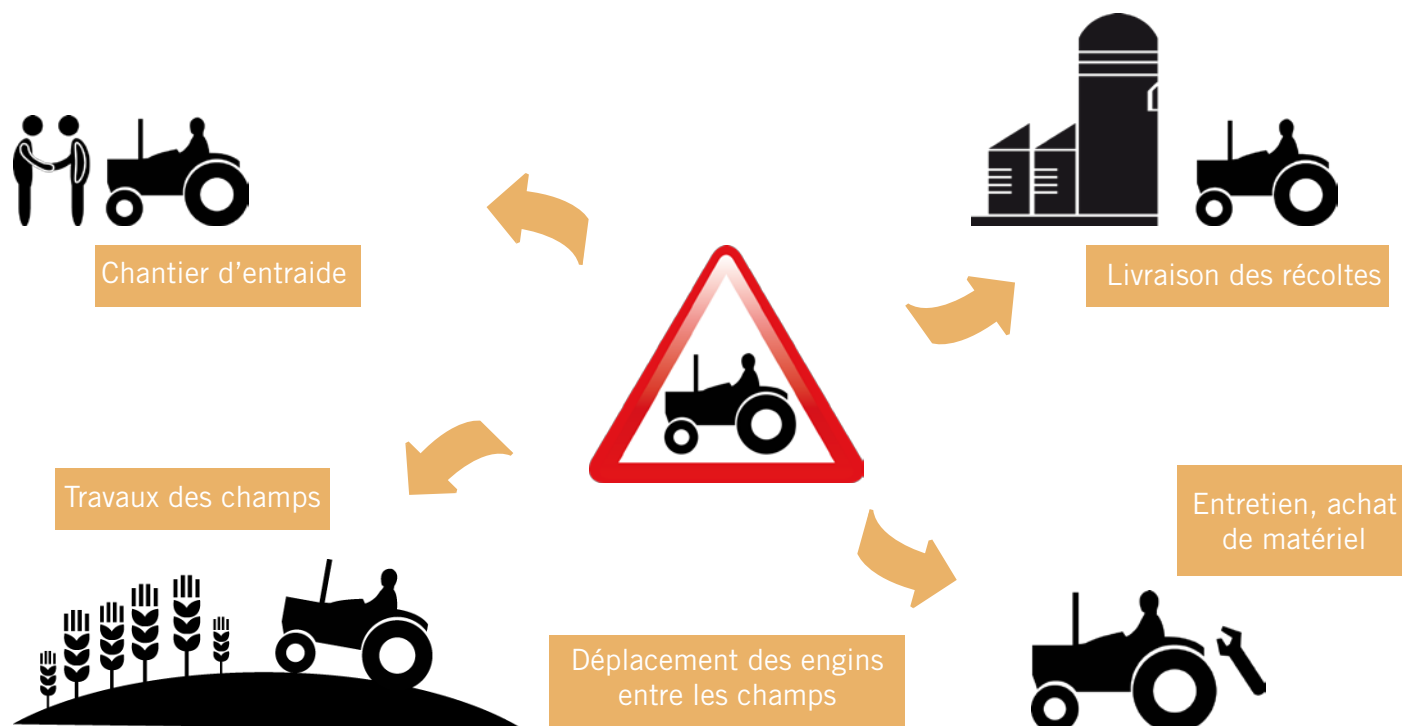 Chantier d’entraide
Livraison des récoltes
Travaux des champs
Entretien, achat
de matériel
Déplacement des engins
entre les champs